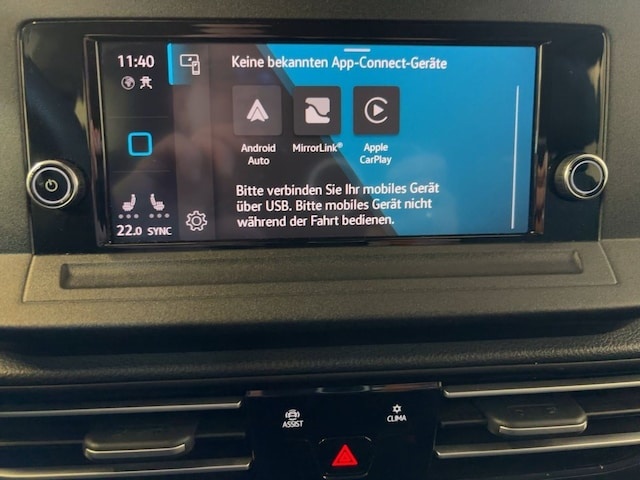 11:40
Keine bekannten App-Connect-Geräte
Android
Auto
MirrorLink®
Apple
CarPlay
Bitte verbinden Sie Ihr mobiles Gerät
über USB. Bitte mobiles Gerät nicht
während der Fahrt bedienen.
22.0 SYNC
ASSIST
CLIMA